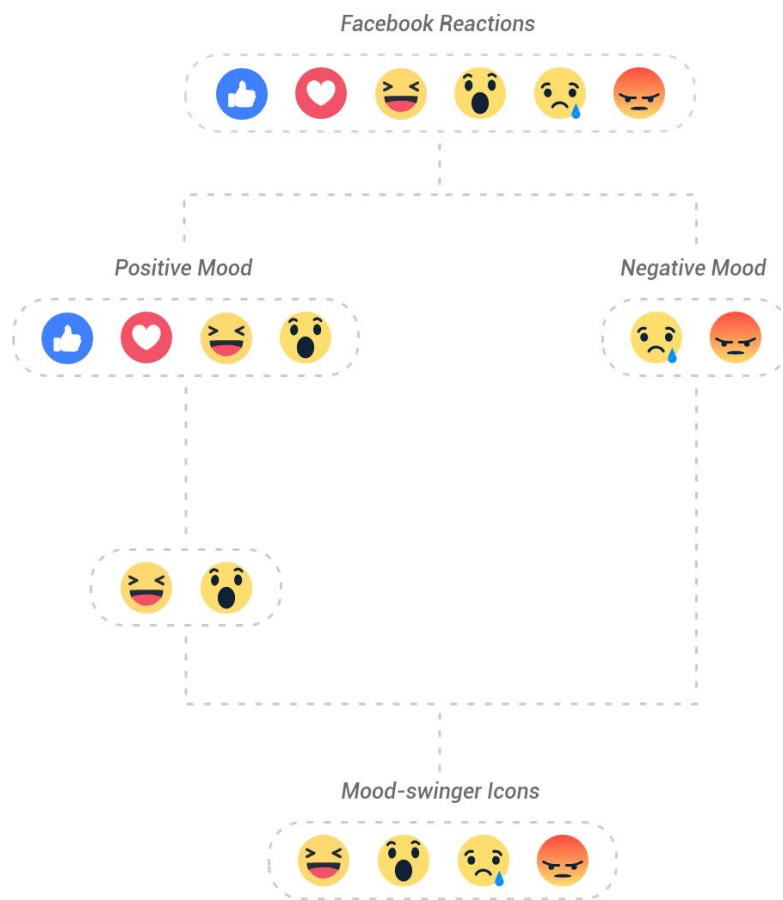 Facebook Reactions
Positive Mood
Negative Mood
Mood-swinger Icons